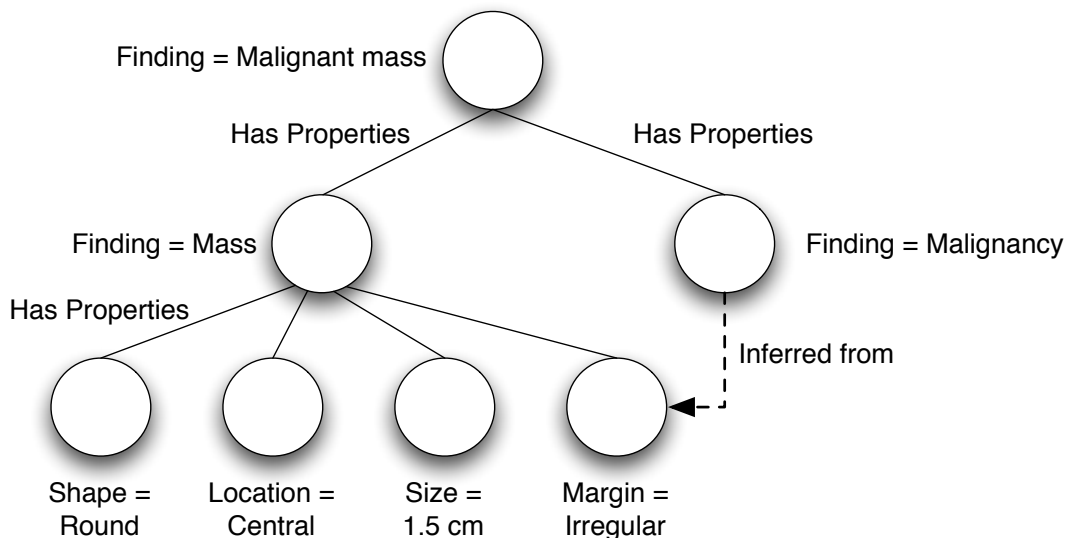 Finding = Malignant mass
Has Properties
Has Properties
Finding = Mass
Finding = Malignancy
Has Properties
Inferred from
Shape =
Round
Location =
Central
Size =
1.5 cm
Margin =
Irregular